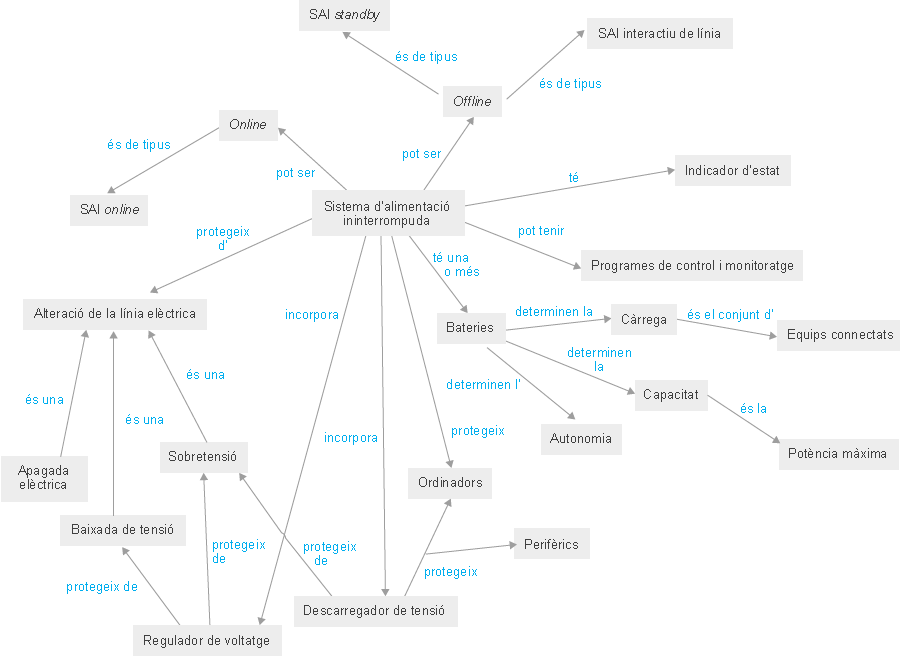 SAI standby
SAI interactiu de línia
és de tipus
és de tipus
Offline
Online
és de tipus
pot ser
pot ser
té
Indicador d'estat
SAI online
Sistema d'alimentació
ininterrompuda
protegeix
d'
pot tenir
té una
o més
Programes de control i monitoratge
Alteració de la línia elèctrica
incorpora
Bateries
determinen la
Càrrega
és el conjunt d'
Equips connectats
determinen
la
és una
determinen l'
Capacitat
és una
és una
és la
incorpora
protegeix
Autonomia
Potència màxima
Sobretensió
Apagada
elèctrica
Ordinadors
Baixada de tensió
protegeix
de
protegeix
de
Perifèrics
protegeix
protegeix de
Descarregador de tensió
Regulador de voltatge